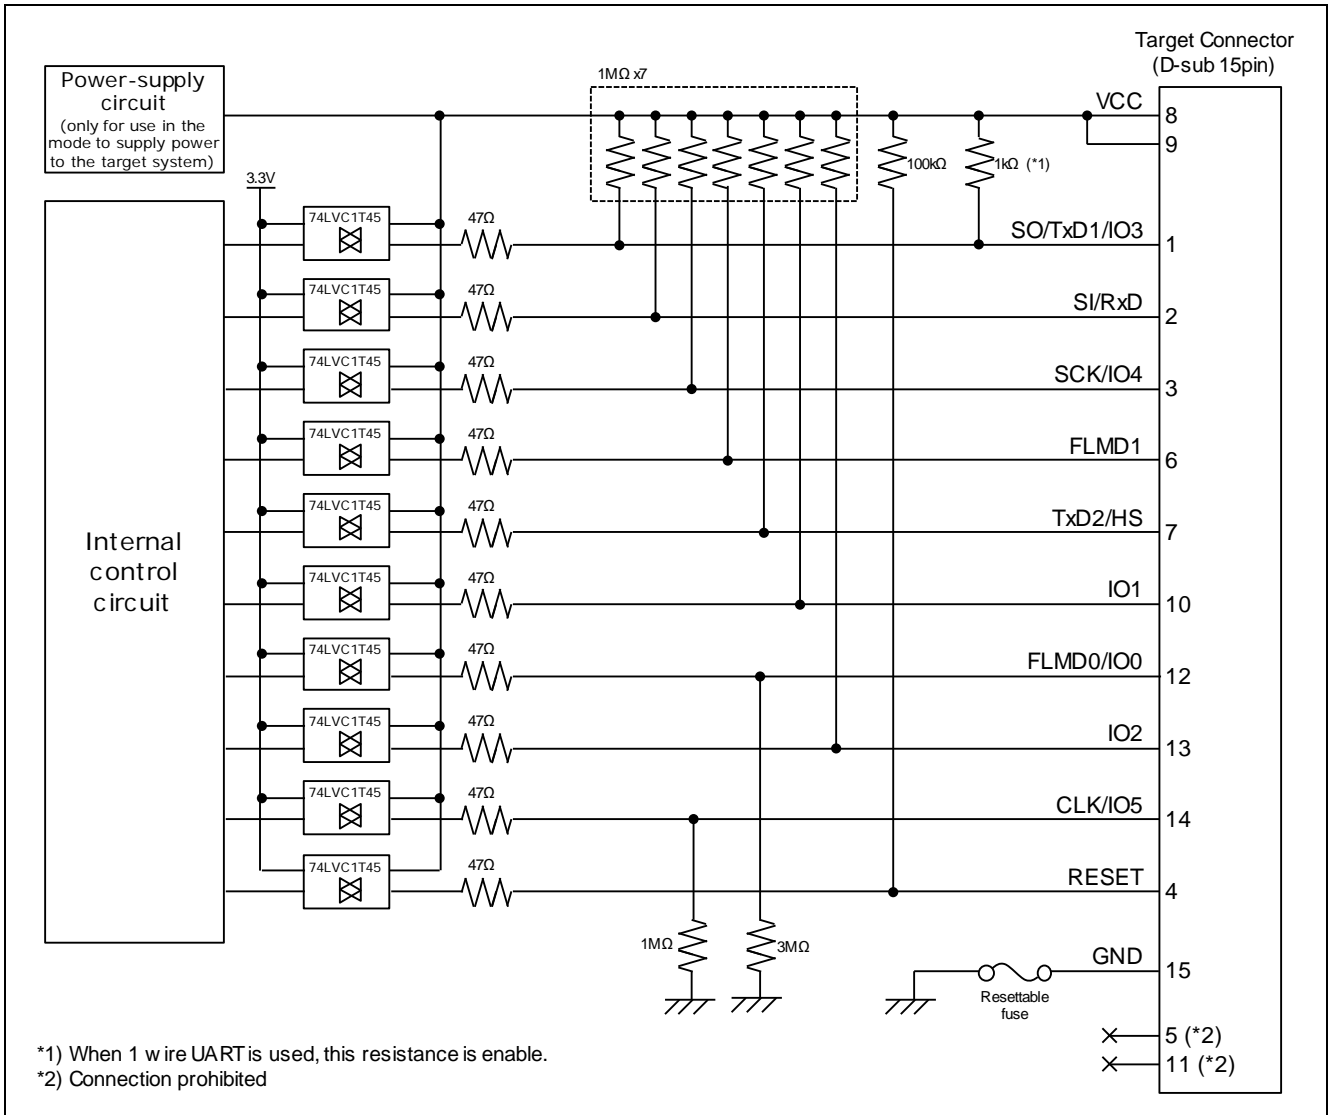 Target Connector
(D-sub 15pin)
Power-supply
circuit
(only for use in the
mode to supply power
to the target system)
1MΩ x7
VCC
8
9
100kΩ
1kΩ (*1)
3.3V
74LVC1T45
47Ω
SO/TxD1/IO3
1
74LVC1T45
47Ω
SI/RxD
2
74LVC1T45
47Ω
SCK/IO4
3
74LVC1T45
47Ω
FLMD1
6
74LVC1T45
47Ω
TxD2/HS
7
Internal
control
circuit
74LVC1T45
47Ω
IO1
10
74LVC1T45
47Ω
FLMD0/IO0
12
74LVC1T45
47Ω
IO2
13
74LVC1T45
47Ω
CLK/IO5
14
74LVC1T45
47Ω
RESET
4
1MΩ
3MΩ
GND
15
Resettable
fuse
5 (*2)
11 (*2)
*1) When 1 wire UART is used, this resistance is enable.
*2) Connection prohibited